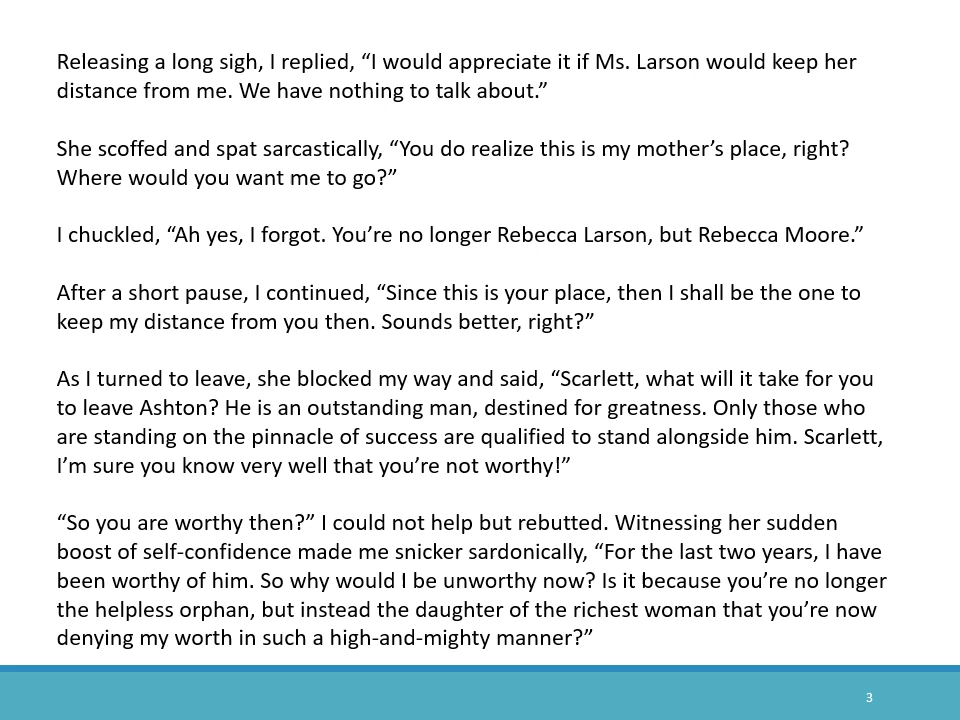 Releasing a long sigh, I replied, “I would appreciate it if Ms. Larson would keep her
distance from me. We have nothing to talk about.”
She scoffed and spat sarcastically, “You do realize this is my mother’s place, right?
Where would you want me to go?”
I chuckled, “Ah yes, I forgot. You’re no longer Rebecca Larson, but Rebecca Moore.”
After a short pause, I continued, “Since this is your place, then I shall be the one to
keep my distance from you then. Sounds better, right?”
As I turned to leave, she blocked my way and said, “Scarlett, what will it take for you
to leave Ashton? He is an outstanding man, destined for greatness. Only those who
are standing on the pinnacle of success are qualified to stand alongside him. Scarlett,
I’m sure you know very well that you’re not worthy!”
“So you are worthy then?” I could not help but rebutted. Witnessing her sudden
boost of self-confidence made me snicker sardonically, “For the last two years, I have
been worthy of him. So why would I be unworthy now? Is it because you’re no longer
the helpless orphan, but instead the daughter of the richest woman that you’re now
denying my worth in such a high-and-mighty manner?”
3